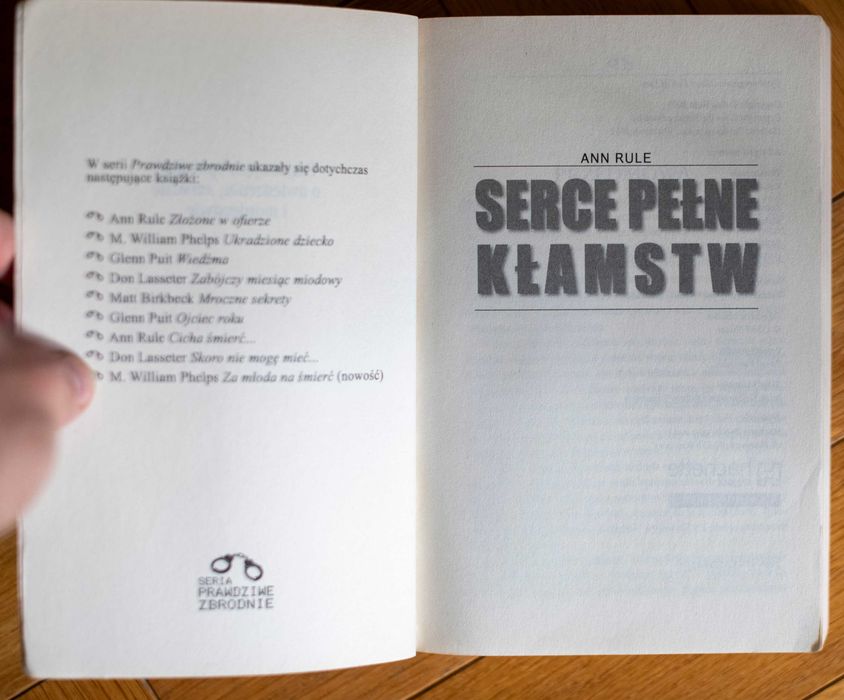 W serii Prawdziwe zbrodnie ukazały się dotychczas
następujące książki:
Ann Rule Złożone w ofierze
M. William Phelps Ukradzione dziecko
Glenn Puit Wiedźma
Don Lasseter Zabójczy miesiąc miodowy
Matt Birkbeck Mroczne sekrety
Glenn Puit Ojciec roku
Ann Rule Cicha śmierć...
Don Lasseter Skoro nie mogę mieć...
M. William Phelps Za młoda na śmierć (nowość)
SERIA
PRAWDZIWE
ZBRODNIE
ANN RULE
SERCE PEŁNE
KŁAMSTW